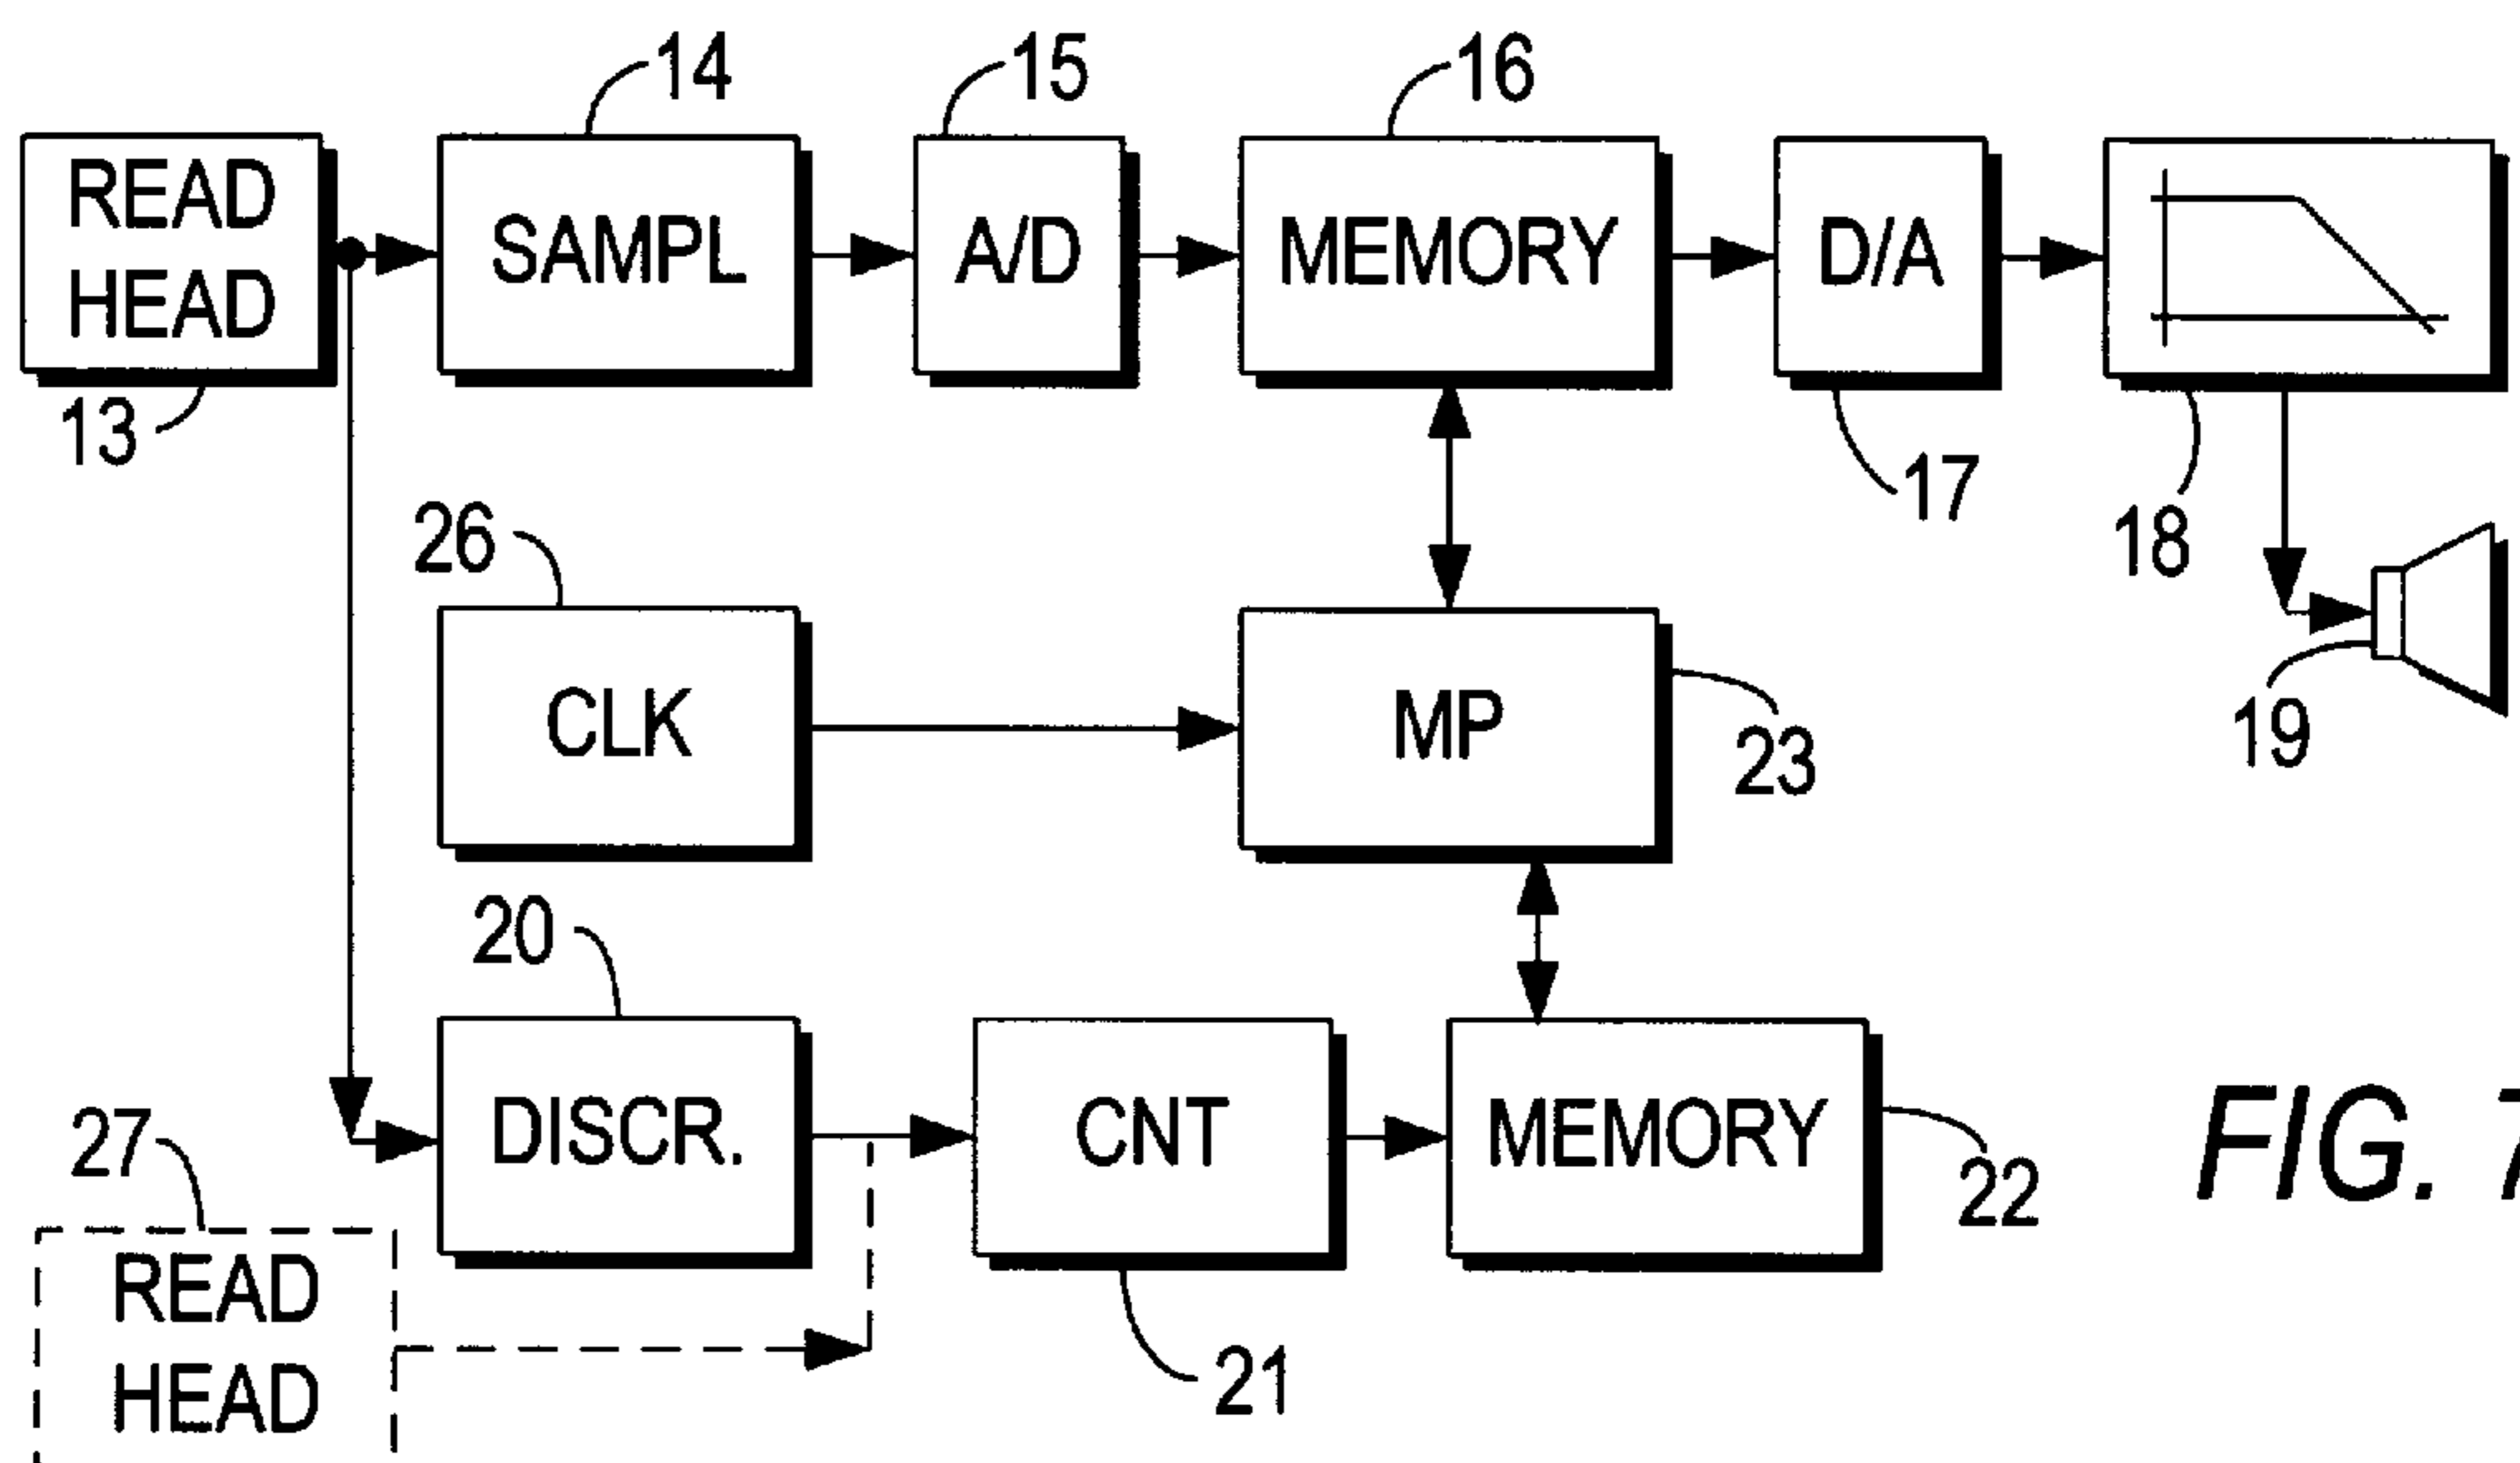 14
15
16
READ
HEAD
SAMPL
A/D
MEMORY
D/A
13
17
18
26
CLK
MP
19
23
20
DISCR.
CNT
MEMORY
FIG.
27
22
READ
HEAD
21